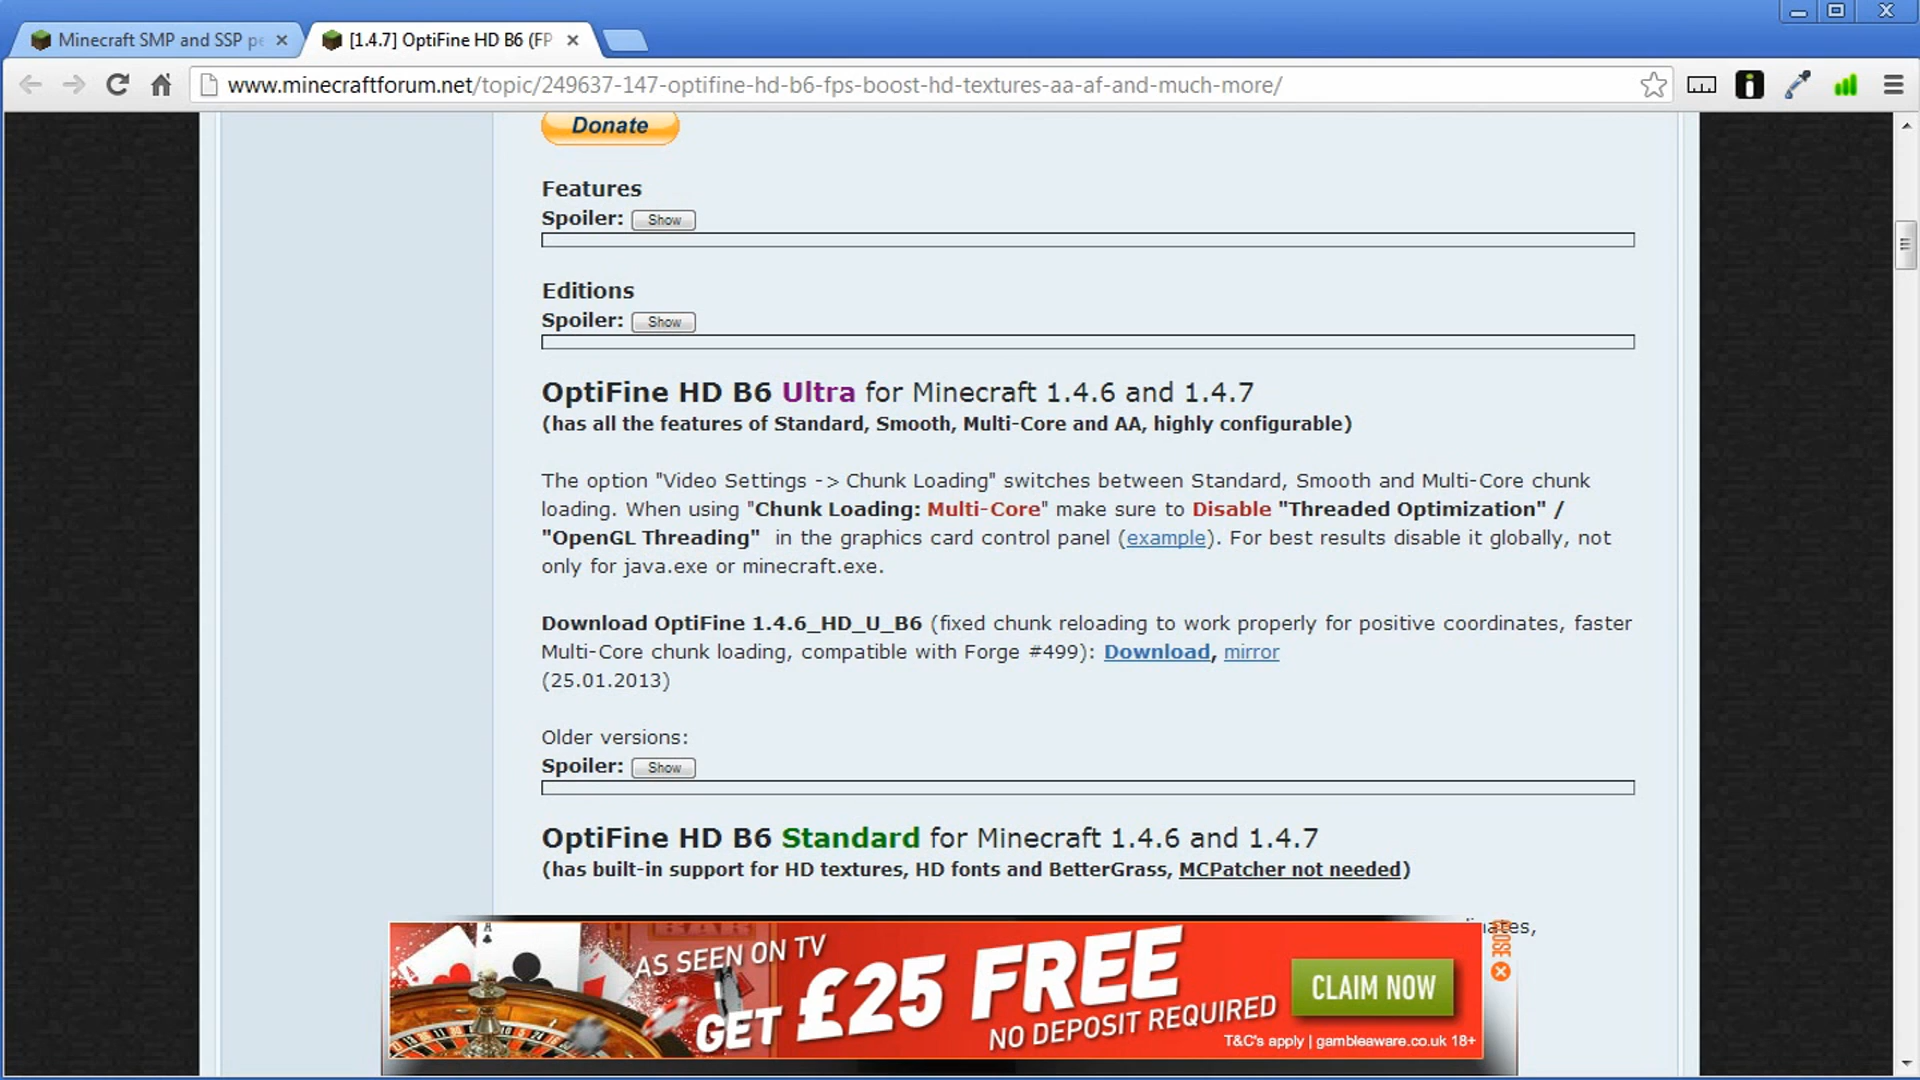 Minecraft SMP and SSP pe
[1.4.7] OptiFine HD B6 (FP
www.minecraftforum.net/topic/249637-147-optifine-hd-b6-fps-boost-hd-textures-aa-af-and-much-more/
Donate
Features
Spoiler: Show
Editions
Spoiler: Show
OptiFine HD B6 Ultra for Minecraft 1.4.6 and 1.4.7
(has all the features of Standard, Smooth, Multi-Core and AA, highly configurable)
The option "Video Settings -> Chunk Loading" switches between Standard, Smooth and Multi-Core chunk
loading. When using "Chunk Loading: Multi-Core" make sure to Disable "Threaded Optimization" /
"OpenGL Threading" in the graphics card control panel (example). For best results disable it globally, not
only for java.exe or minecraft.exe.
Download OptiFine 1.4.6_HD_U_B6 (fixed chunk reloading to work properly for positive coordinates, faster
Multi-Core chunk loading, compatible with Forge #499): Download, mirror
(25.01.2013)
Older versions:
Spoiler: Show
OptiFine HD B6 Standard for Minecraft 1.4.6 and 1.4.7
(has built-in support for HD textures, HD fonts and BetterGrass, MCPatcher not needed)
BAR
AS SEEN ON TV
GET £25 FREE
NO DEPOSIT REQUIRED
CLAIM NOW
T&C's apply | gambleaware.co.uk 18+
CLOSE